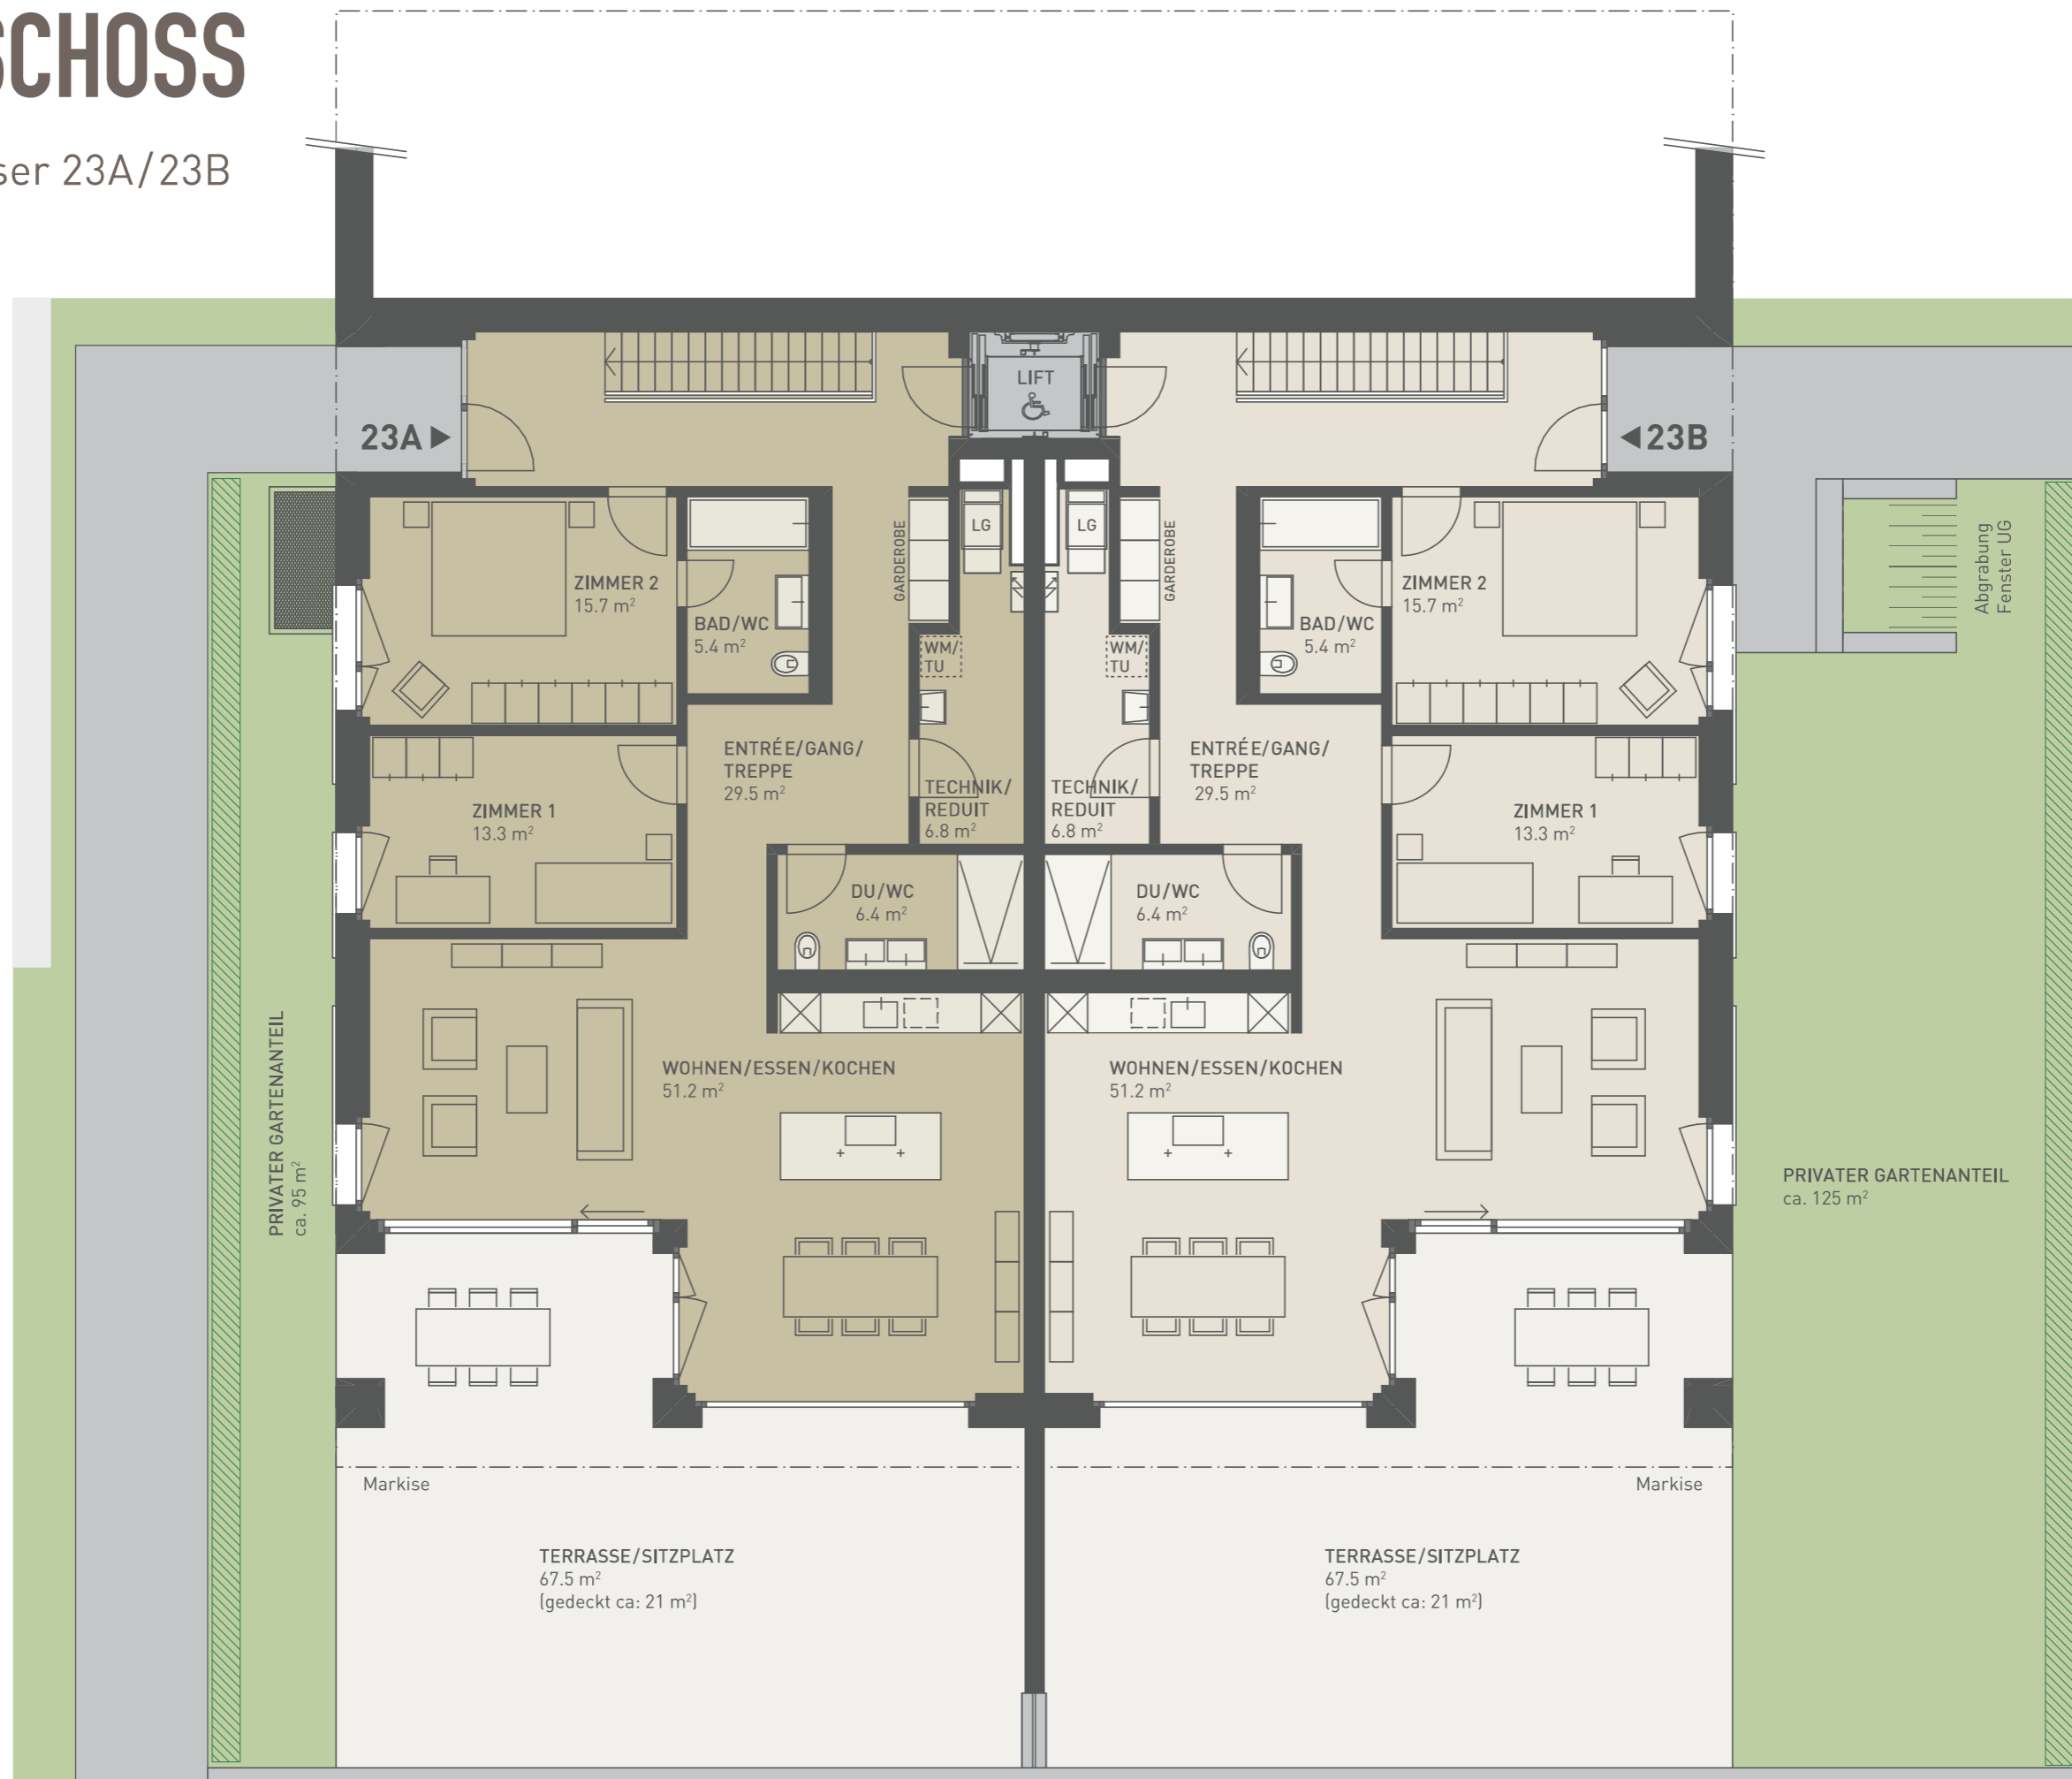 SCHOSS
ser 23A/23B
LIFT
23A
23B
GARDEROBE
LG
LG
GARDEROBE
Abgrabung
Fenster UG
ZIMMER 2
15.7 m²
BAD/WC
5.4 m²
WM/
TU
WM/
TU
BAD/WC
5.4 m²
ZIMMER 2
15.7 m²
ENTRÉE/GANG/
TREPPE
29.5 m²
TECHNIK/
REDUIT
6.8 m²
TECHNIK/
REDUIT
6.8 m²
ENTRÉE/GANG/
TREPPE
29.5 m²
ZIMMER 1
13.3 m²
ZIMMER 1
13.3 m²
DU/WC
6.4 m²
DU/WC
6.4 m²
PRIVATER GARTENANTEIL
ca. 95 m²
WOHNEN/ESSEN/KOCHEN
51.2 m²
WOHNEN/ESSEN/KOCHEN
51.2 m²
PRIVATER GARTENANTEIL
ca. 125 m²
Markise
Markise
TERRASSE/SITZPLATZ
67.5 m²
(gedeckt ca: 21 m²)
TERRASSE/SITZPLATZ
67.5 m²
(gedeckt ca: 21 m²)